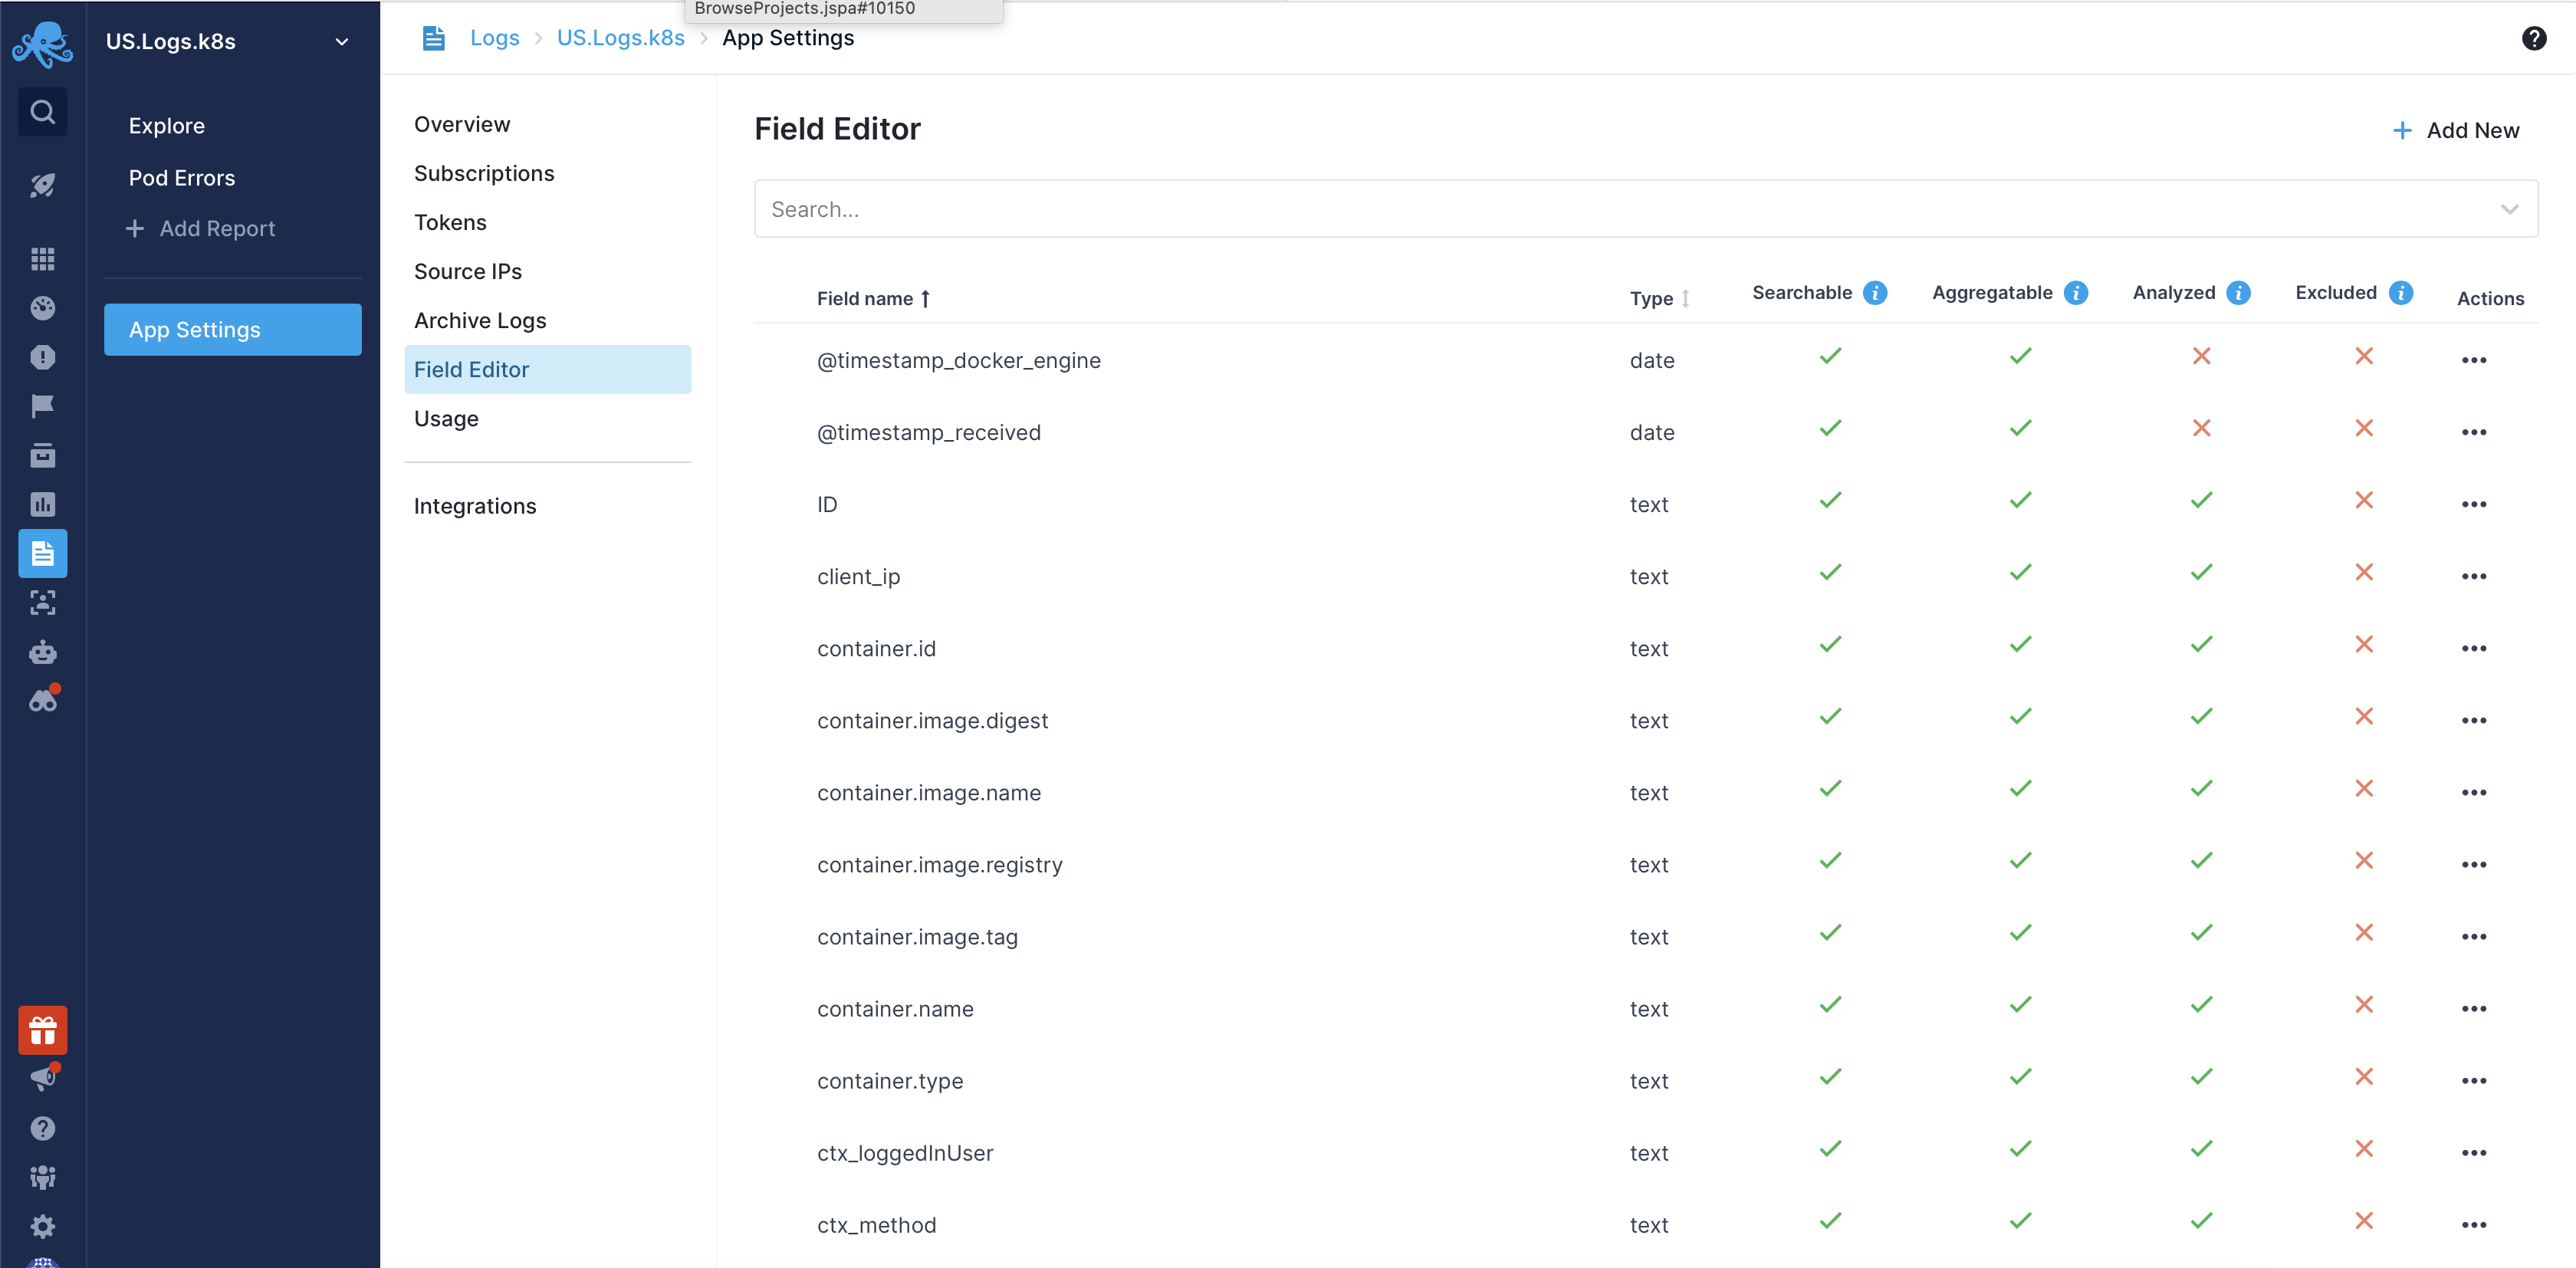 BrowseProjects.jspa#10150
US.Logs.k8s
Explore
Pod Errors
Add Report
App Settings
Logs > US.Logs.k8s > App Settings
Overview
Subscriptions
Tokens
Source IPs
Archive Logs
Field Editor
Usage
Integrations
Field Editor
Add New
Search...
Field name Type Searchable Aggregatable Analyzed Excluded Actions
@timestamp_docker_engine date
@timestamp_received date
ID text
client_ip text
container.id text
container.image.digest text
container.image.name text
container.image.registry text
container.image.tag text
container.name text
container.type text
ctx_loggedInUser text
ctx_method text